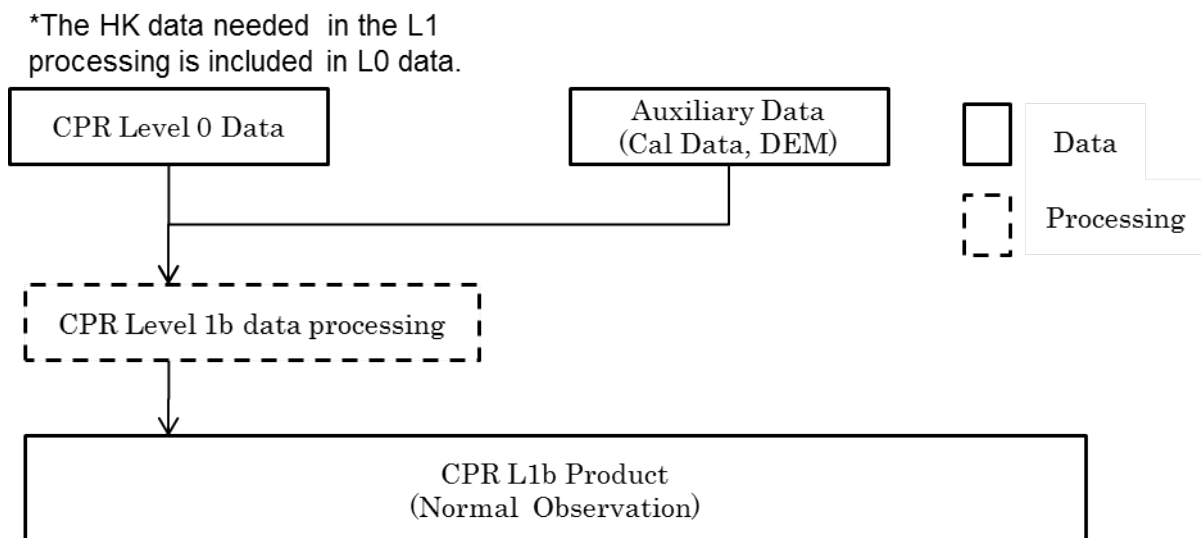 *The HK data needed in the L1
processing is included in L0 data.
CPR Level 0 Data
Auxiliary Data
(Cal Data, DEM)
Data
Processing
CPR Level 1b data processing
CPR L1b Product
(Normal Observation)